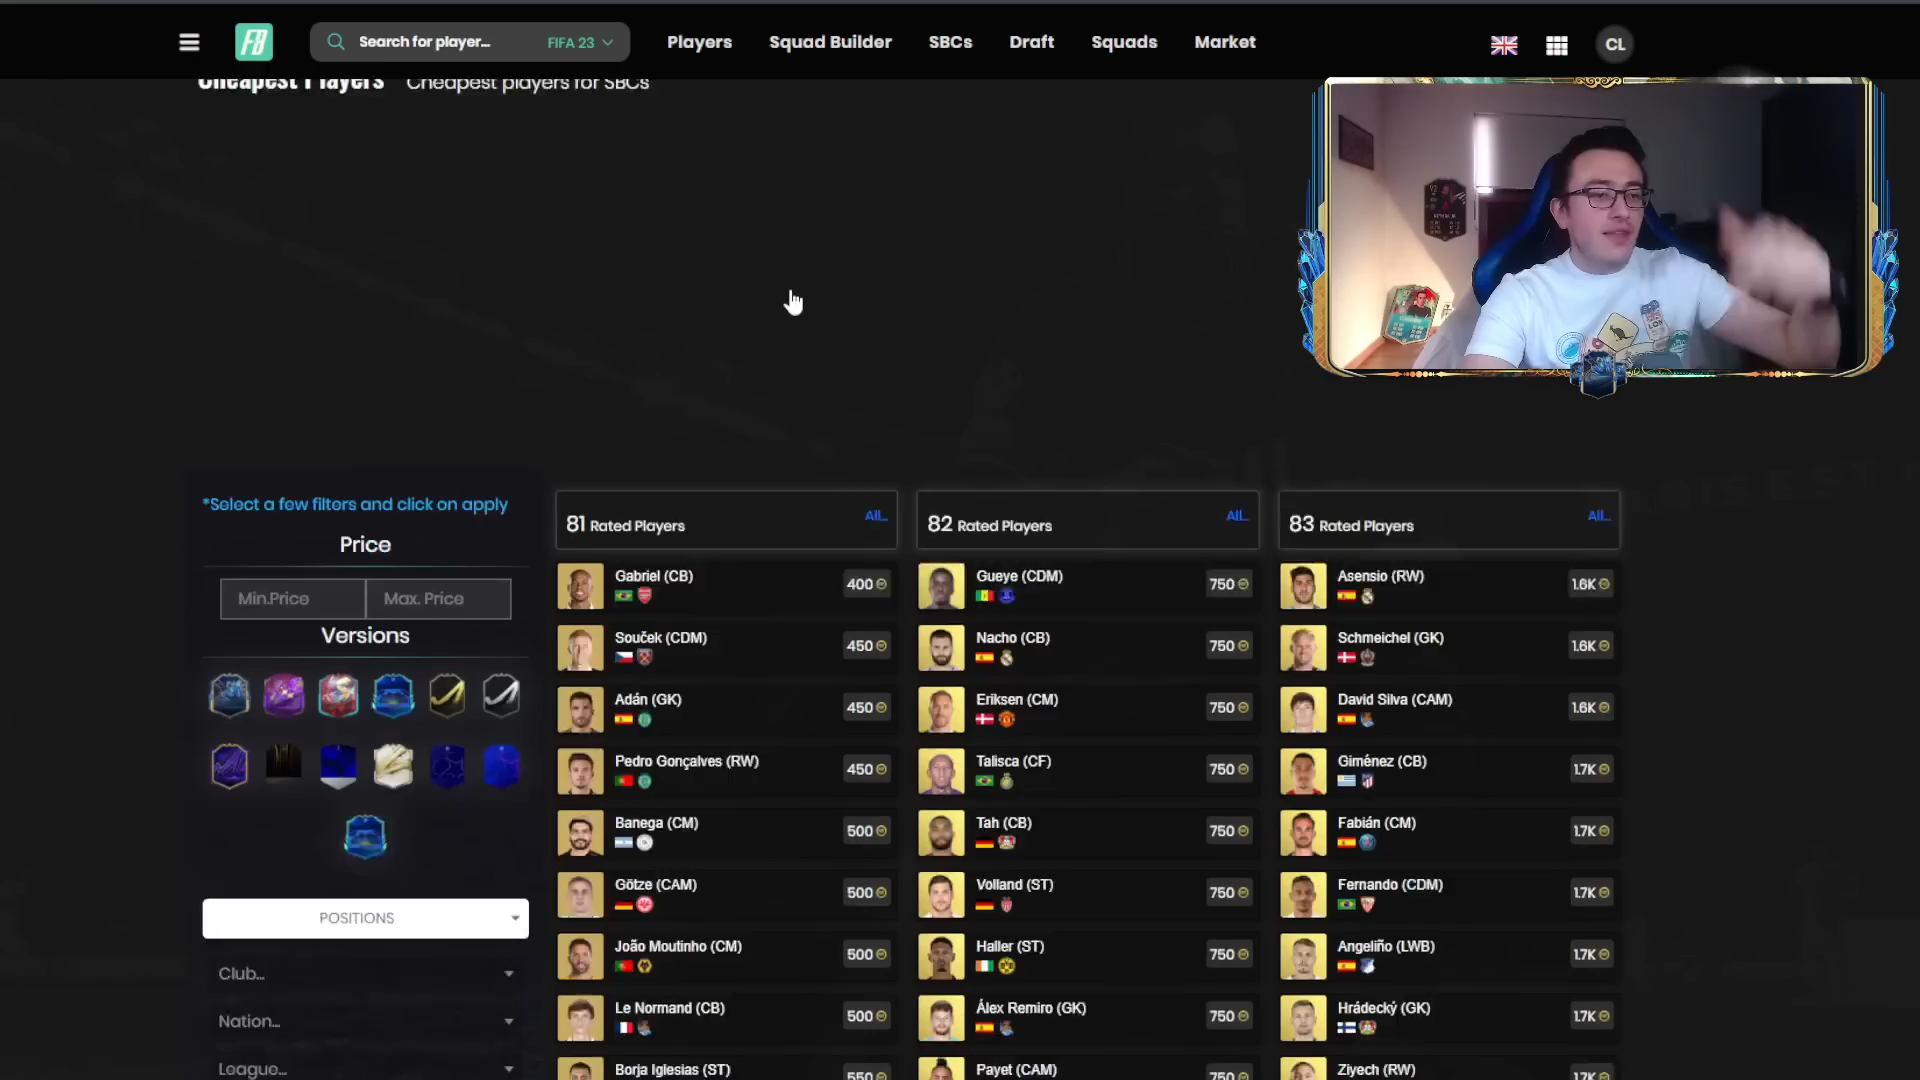 FB Search for player... FIFA 23 Players Squad Builder SBCs Draft Squads Market CL
Cheapest Players Cheapest players for SBCs
*Select a few filters and click on apply
Price
Min.Price Max. Price
Versions
POSITIONS
Club...
Nation...
League...
81 Rated Players All...
Gabriel (CB) 400
Souček (CDM) 450
Adán (GK) 450
Pedro Gonçalves (RW) 450
Banega (CM) 500
Götze (CAM) 500
João Moutinho (CM) 500
Le Normand (CB) 500
Borja Iglesias (ST) 550
82 Rated Players All...
Gueye (CDM) 750
Nacho (CB) 750
Eriksen (CM) 750
Talisca (CF) 750
Tah (CB) 750
Volland (ST) 750
Haller (ST) 750
Álex Remiro (GK) 750
Payet (CAM) 750
83 Rated Players All...
Asensio (RW) 1.6K
Schmeichel (GK) 1.6K
David Silva (CAM) 1.6K
Giménez (CB) 1.7K
Fabián (CM) 1.7K
Fernando (CDM) 1.7K
Angeliño (LWB) 1.7K
Hrádecký (GK) 1.7K
Ziyech (RW) 1.7K